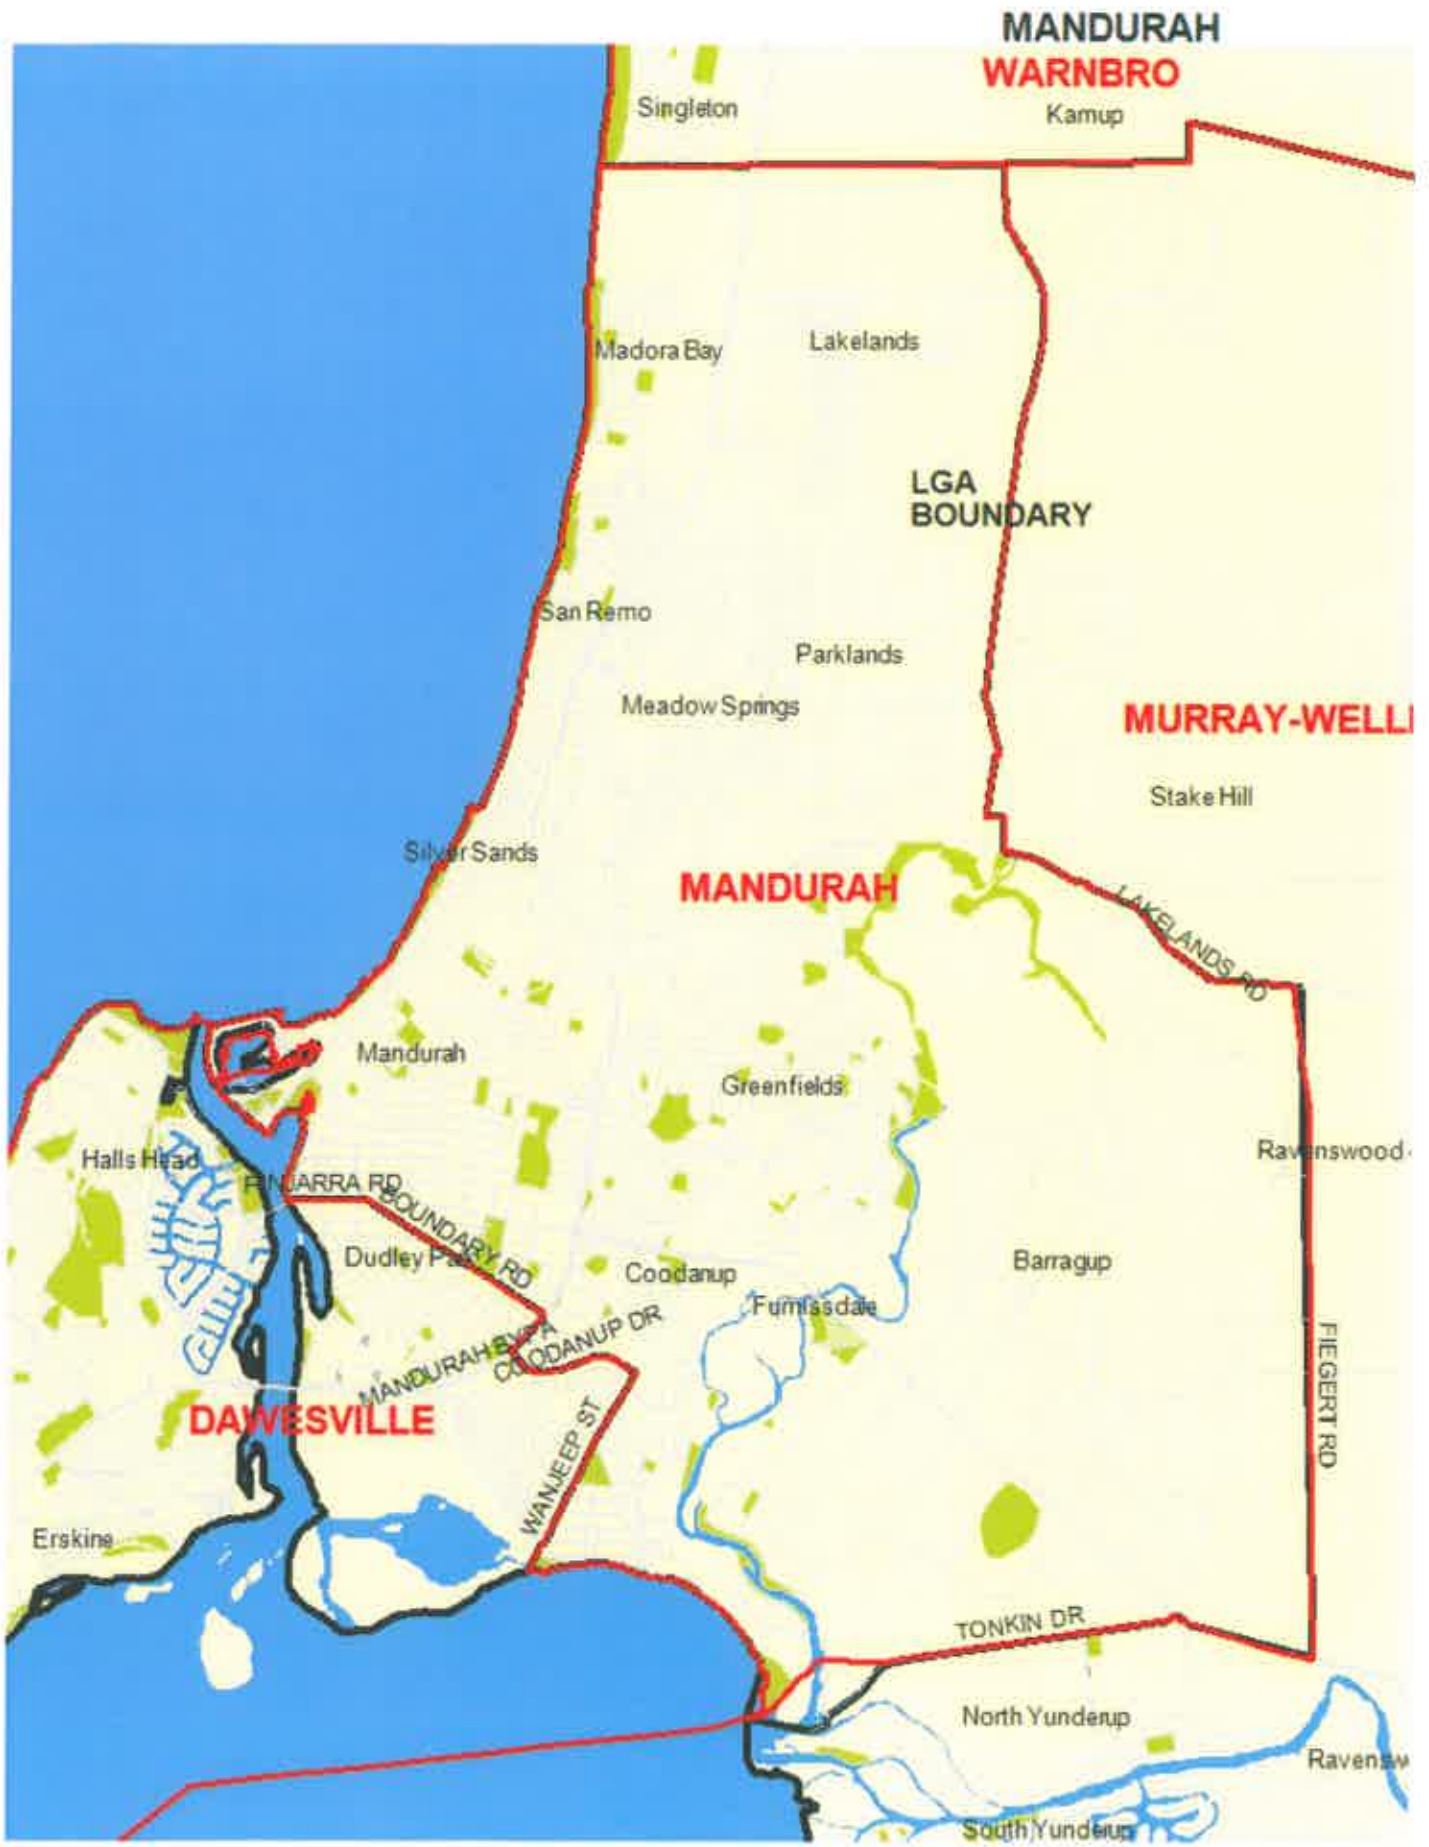 MANDURAH
WARNBRO
Singleton
Karnup
Madora Bay
Lakelands
LGA
BOUNDARY
San Remo
Parklands
Meadow Springs
MURRAY-WELL
Stake Hill
Silver Sands
MANDURAH
LAKELANDS RD
Mandurah
Greenfields
Halls Head
Ravenswood
PINJARRA RD
BOUNDARY RD
Dudley Park
Coodanup
Barragup
Furnissdale
MANDURAH BYPA
COODANUP DR
FIEGERT RD
DAWESVILLE
WANJEEP ST
Erskine
TONKIN DR
North Yunderup
Ravensw
South Yunderup